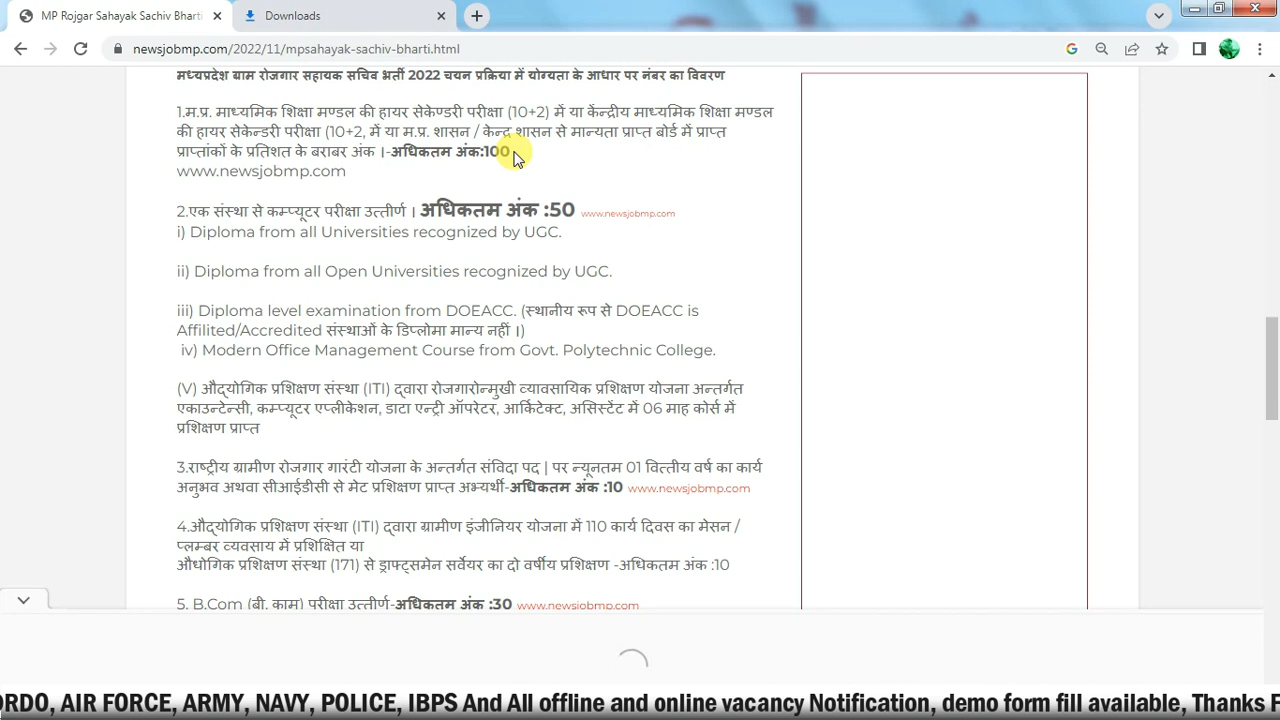 MP Rojgar Sahayak Sachiv Bharti
Downloads
newsjobmp.com/2022/11/mpsahayak-sachiv-bharti.html
मध्यप्रदेश ग्राम रोजगार सहायक सचिव भर्ती 2022 चयन प्रक्रिया में योग्यता के आधार पर नंबर का विवरण
1.म.प्र. माध्यमिक शिक्षा मण्डल की हायर सेकेण्डरी परीक्षा (10+2) में या केंन्द्रीय माध्यमिक शिक्षा मण्डल
की हायर सेकेन्डरी परीक्षा (10+2, में या म.प्र. शासन / केन्द्र शासन से मान्यता प्राप्त बोर्ड में प्राप्त
प्राप्तांकों के प्रतिशत के बराबर अंक ।-अधिकतम अंक:100
www.newsjobmp.com
2.एक संस्था से कम्प्यूटर परीक्षा उत्तीर्ण । अधिकतम अंक :50 www.newsjobmp.com
i) Diploma from all Universities recognized by UGC.
ii) Diploma from all Open Universities recognized by UGC.
iii) Diploma level examination from DOEACC. (स्थानीय रूप से DOEACC is
Affilited/Accredited संस्थाओं के डिप्लोमा मान्य नहीं ।)
iv) Modern Office Management Course from Govt. Polytechnic College.
(V) औद्योगिक प्रशिक्षण संस्था (ITI) द्वारा रोजगारोन्मुखी व्यावसायिक प्रशिक्षण योजना अन्तर्गत
एकाउन्टेन्सी, कम्प्यूटर एप्लीकेशन, डाटा एन्ट्री ऑपरेटर, आर्किटेक्ट, असिस्टेंट में 06 माह कोर्स में
प्रशिक्षण प्राप्त
3.राष्ट्रीय ग्रामीण रोजगार गारंटी योजना के अन्तर्गत संविदा पद | पर न्यूनतम 01 वित्तीय वर्ष का कार्य
अनुभव अथवा सीआईडीसी से मेट प्रशिक्षण प्राप्त अभ्यर्थी-अधिकतम अंक :10 www.newsjobmp.com
4.औद्योगिक प्रशिक्षण संस्था (ITI) द्वारा ग्रामीण इंजीनियर योजना में 110 कार्य दिवस का मेसन /
प्लम्बर व्यवसाय में प्रशिक्षित या
औधोगिक प्रशिक्षण संस्था (171) से ड्राफ्ट्समेन सर्वेयर का दो वर्षीय प्रशिक्षण -अधिकतम अंक :10
5. B.Com (बी. काम) परीक्षा उत्तीर्ण-अधिकतम अंक :30 www.newsjobmp.com
ORDO, AIR FORCE, ARMY, NAVY, POLICE, IBPS And All offline and online vacancy Notification, demo form fill available, Thanks F